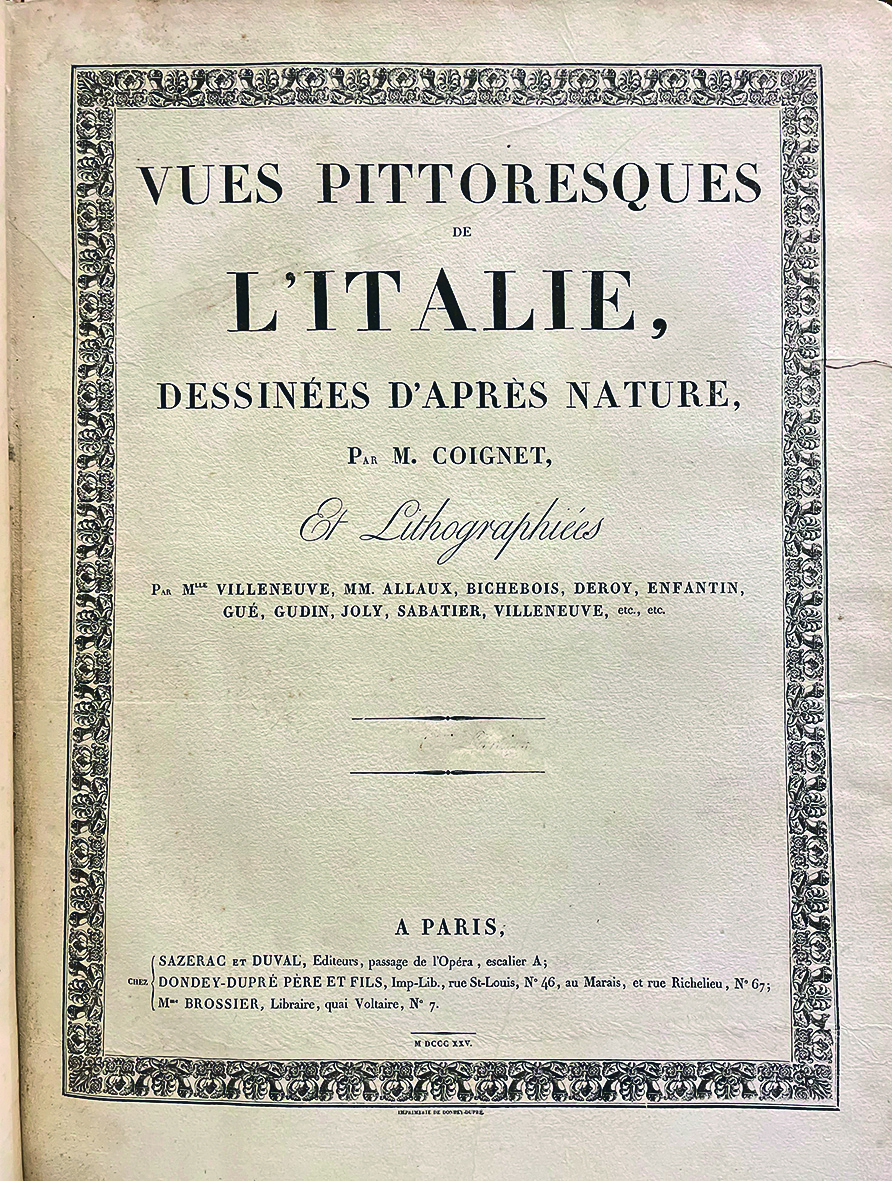 VUES PITTORESQUES
DE
L'ITALIE,
DESSINÉES D'APRÈS NATURE,
PAR M. COIGNET,
Et Lithographiées
PAR MLLE VILLENEUVE, MM. ALLAUX, BICHEBOIS, DEROY, ENFANTIN,
GUÉ, GUDIN, JOLY, SABATIER, VILLENEUVE, etc., etc.
A PARIS,
CHEZ
SAZERAC ET DUVAL, Editeurs, passage de l'Opéra, escalier A;
DONDEY-DUPRÉ PÈRE ET FILS, Imp-Lib., rue St-Louis, N° 46, au Marais, et rue Richelieu, N° 67;
Mme BROSSIER, Libraire, quai Voltaire, N° 7.
M DCCC XXV.
IMPRIMERIE DE DONDEY-DUPRÉ.